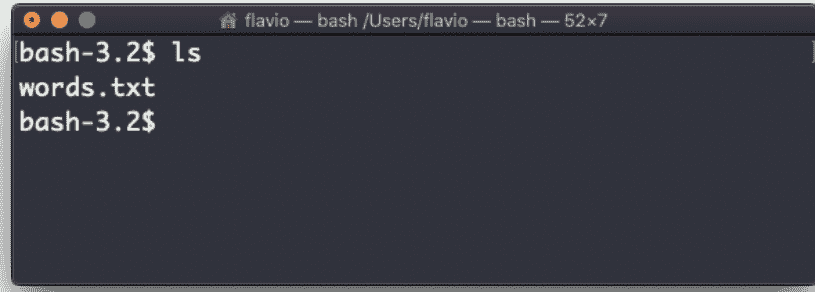 flavio — bash /Users/flavio — bash — 52×7
bash-3.2$ ls
words.txt
bash-3.2$